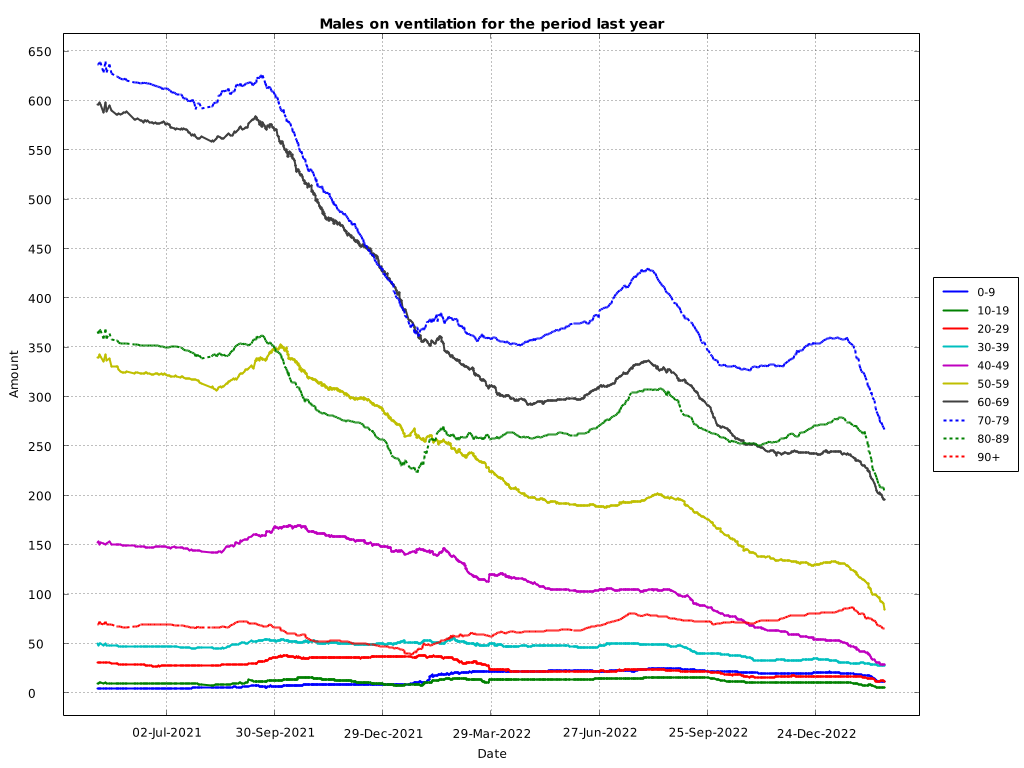 Males on ventilation for the period last year
650
600
550
500
450
400
350
300
250
200
150
100
50
0
Amount
02-Jul-2021
30-Sep-2021
29-Dec-2021
29-Mar-2022
27-Jun-2022
25-Sep-2022
24-Dec-2022
Date
0-9
10-19
20-29
30-39
40-49
50-59
60-69
70-79
80-89
90+